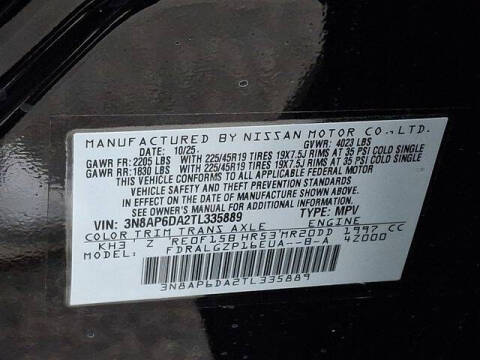 MANUFACTURED BY NISSAN MOTOR CO.,LTD.
DATE: 10/25 GVWR: 4023 LBS
GAWR FR: 2205 LBS WITH 225/45R19 TIRES 19X7.5J RIMS AT 35 PSI COLD SINGLE
GAWR RR: 1830 LBS WITH 225/45R19 TIRES 19X7.5J RIMS AT 35 PSI COLD SINGLE
THIS VEHICLE CONFORMS TO ALL APPLICABLE FEDERAL MOTOR
VEHICLE SAFETY AND THEFT PREVENTION STANDARDS
IN EFFECT ON THE DATE OF MANUFACTURE SHOWN ABOVE.
SEE OWNER'S MANUAL FOR ADDITIONAL INFORMATION
VIN: 3N8AP6DA2TL335889 TYPE: MPV
COLOR TRIM TRANS AXLE ENGINE 1997 CC
KH3 Z RE0F15B HR53 MR20DD 4Z000
MODEL: FDRALGZP16EUA--B-A
3N8AP6DA2TL335889